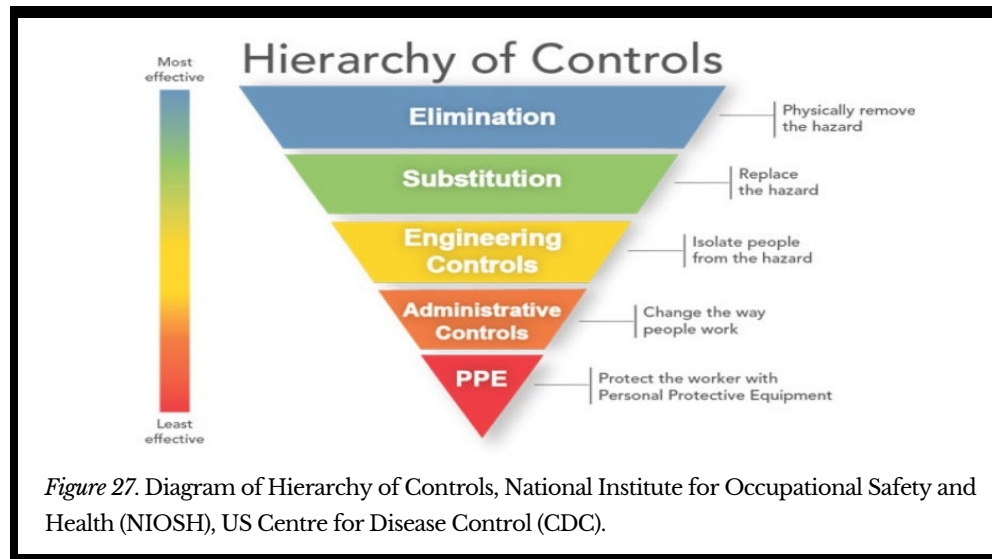 Hierarchy of Controls
Most
effective
Elimination
Physically remove
the hazard
Substitution
Replace
the hazard
Engineering
Controls
Isolate people
from the hazard
Administrative
Controls
Change the way
people work
PPE
Protect the worker with
Personal Protective Equipment
Least
effective
Figure 27. Diagram of Hierarchy of Controls, National Institute for Occupational Safety and
Health (NIOSH), US Centre for Disease Control (CDC).